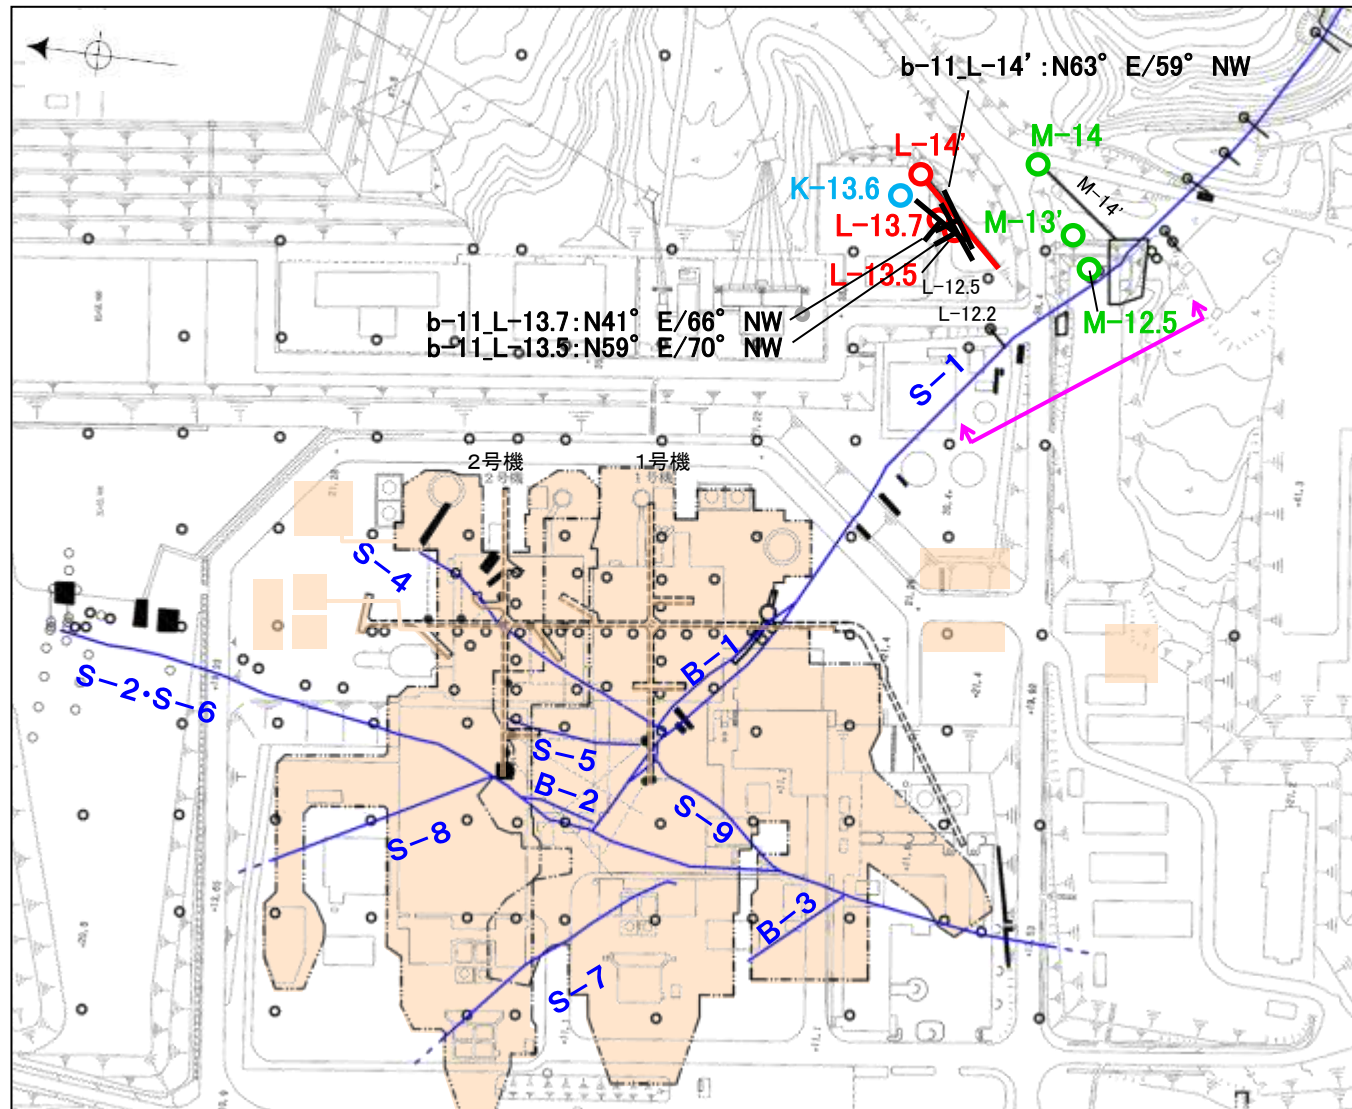 b-11_L-14’:N63° E/59° NW
M-14
L-14'
K-13.6
M-14'
L-13.7
M-13'
L-13.5
L-12.5
L-12.2
M-12.5
b-11_L-13.7:N41° E/66° NW
b-11_L-13.5:N59° E/70° NW
S-1
2号機
1号機
S-4
B-1
S-2・S-6
S-5
B-2
S-9
S-8
B-3
S-7